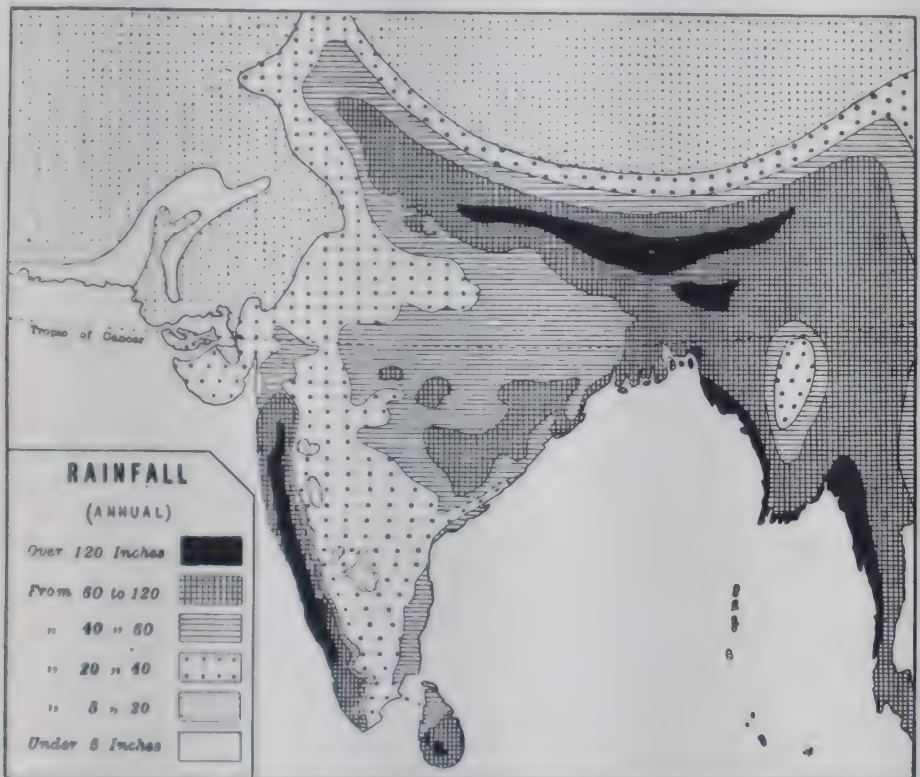 Tropic of Cancer
RAINFALL
(ANNUAL)
Over 120 Inches
From 60 to 120
„ 40 „ 60
„ 20 „ 40
„ 5 „ 20
Under 5 Inches